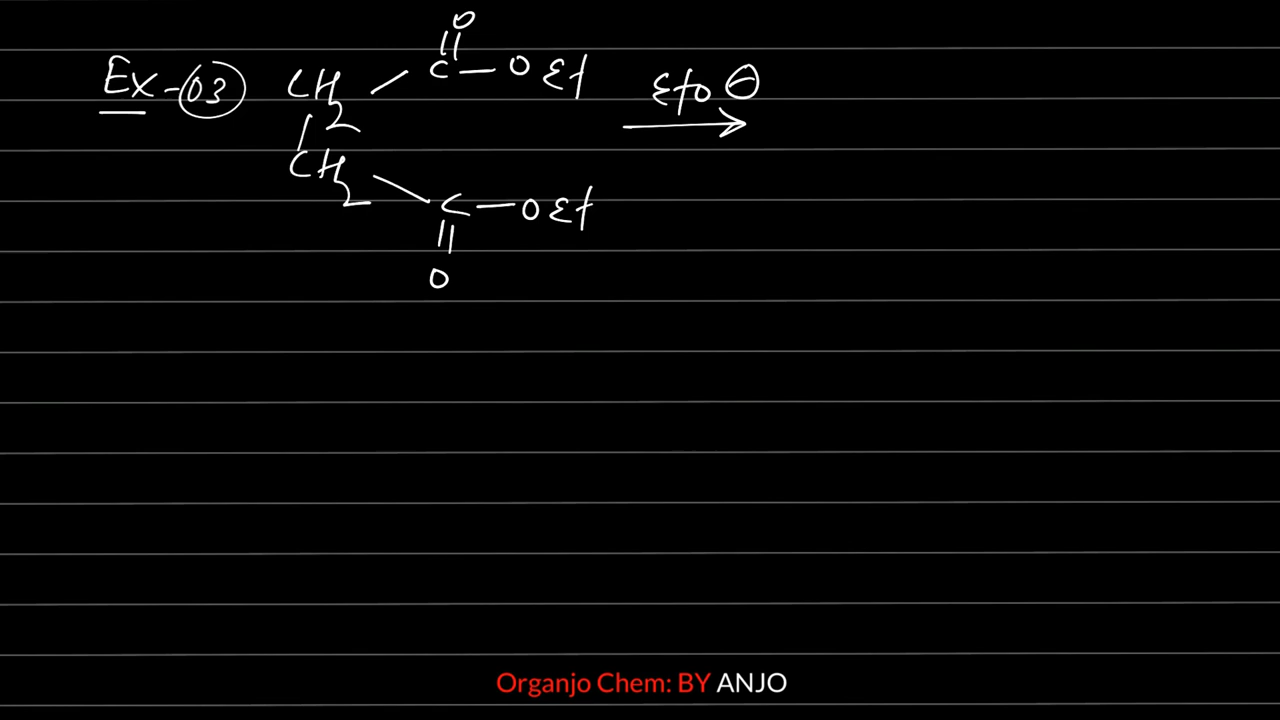 O
Ex-03 CH2 C-OEt EtO⊖
CH2
C-OEt
O
Organjo Chem: BY ANJO